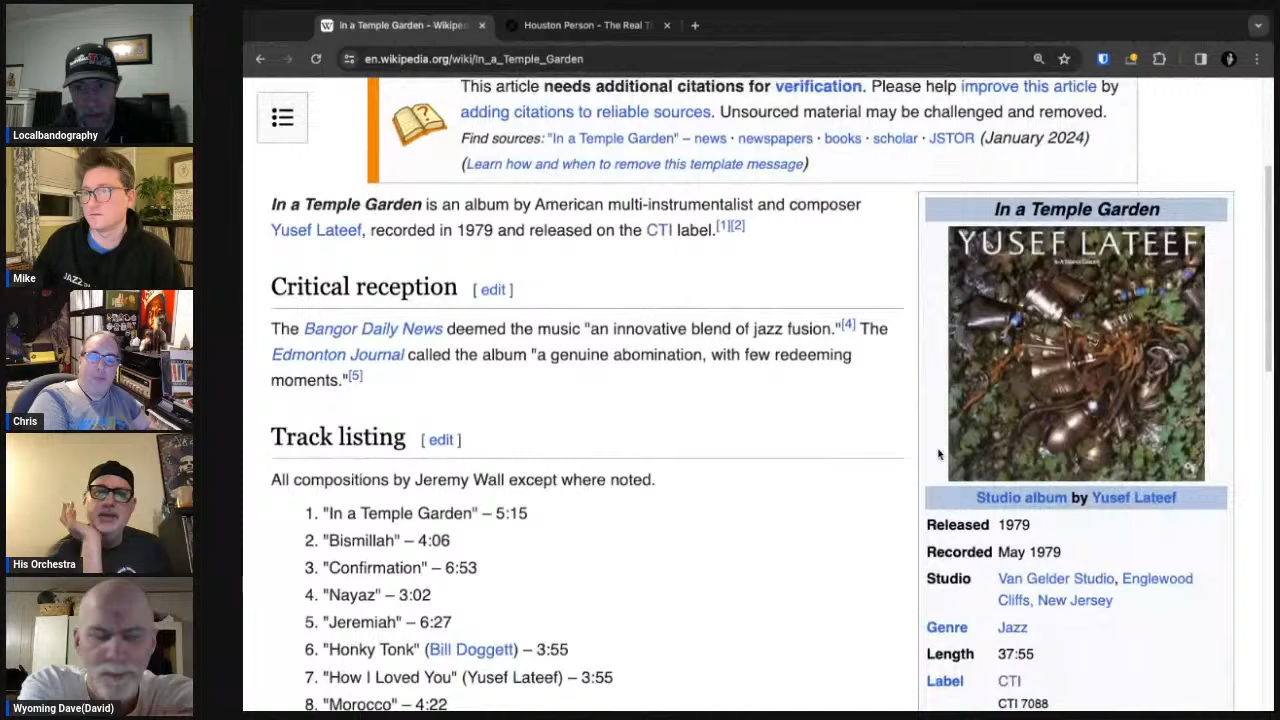 In a Temple Garden - Wikiped
Houston Person - The Real T
en.wikipedia.org/wiki/In_a_Temple_Garden
Localbandography
Mike
JAZZ
Chris
His Orchestra
Wyoming Dave(David)
This article needs additional citations for verification. Please help improve this article by
adding citations to reliable sources. Unsourced material may be challenged and removed.
Find sources: "In a Temple Garden" – news · newspapers · books · scholar · JSTOR (January 2024)
(Learn how and when to remove this template message)
In a Temple Garden is an album by American multi-instrumentalist and composer
Yusef Lateef, recorded in 1979 and released on the CTI label.[1][2]
Critical reception [ edit ]
The Bangor Daily News deemed the music "an innovative blend of jazz fusion."[4] The
Edmonton Journal called the album "a genuine abomination, with few redeeming
moments."[5]
Track listing [ edit ]
All compositions by Jeremy Wall except where noted.
1. "In a Temple Garden" – 5:15
2. "Bismillah" – 4:06
3. "Confirmation" – 6:53
4. "Nayaz" – 3:02
5. "Jeremiah" – 6:27
6. "Honky Tonk" (Bill Doggett) – 3:55
7. "How I Loved You" (Yusef Lateef) – 3:55
8. "Morocco" – 4:22
In a Temple Garden
YUSEF LATEEF
In A Temple Garden
Studio album by Yusef Lateef
Released 1979
Recorded May 1979
Studio Van Gelder Studio, Englewood
Cliffs, New Jersey
Genre Jazz
Length 37:55
Label CTI
CTI 7088